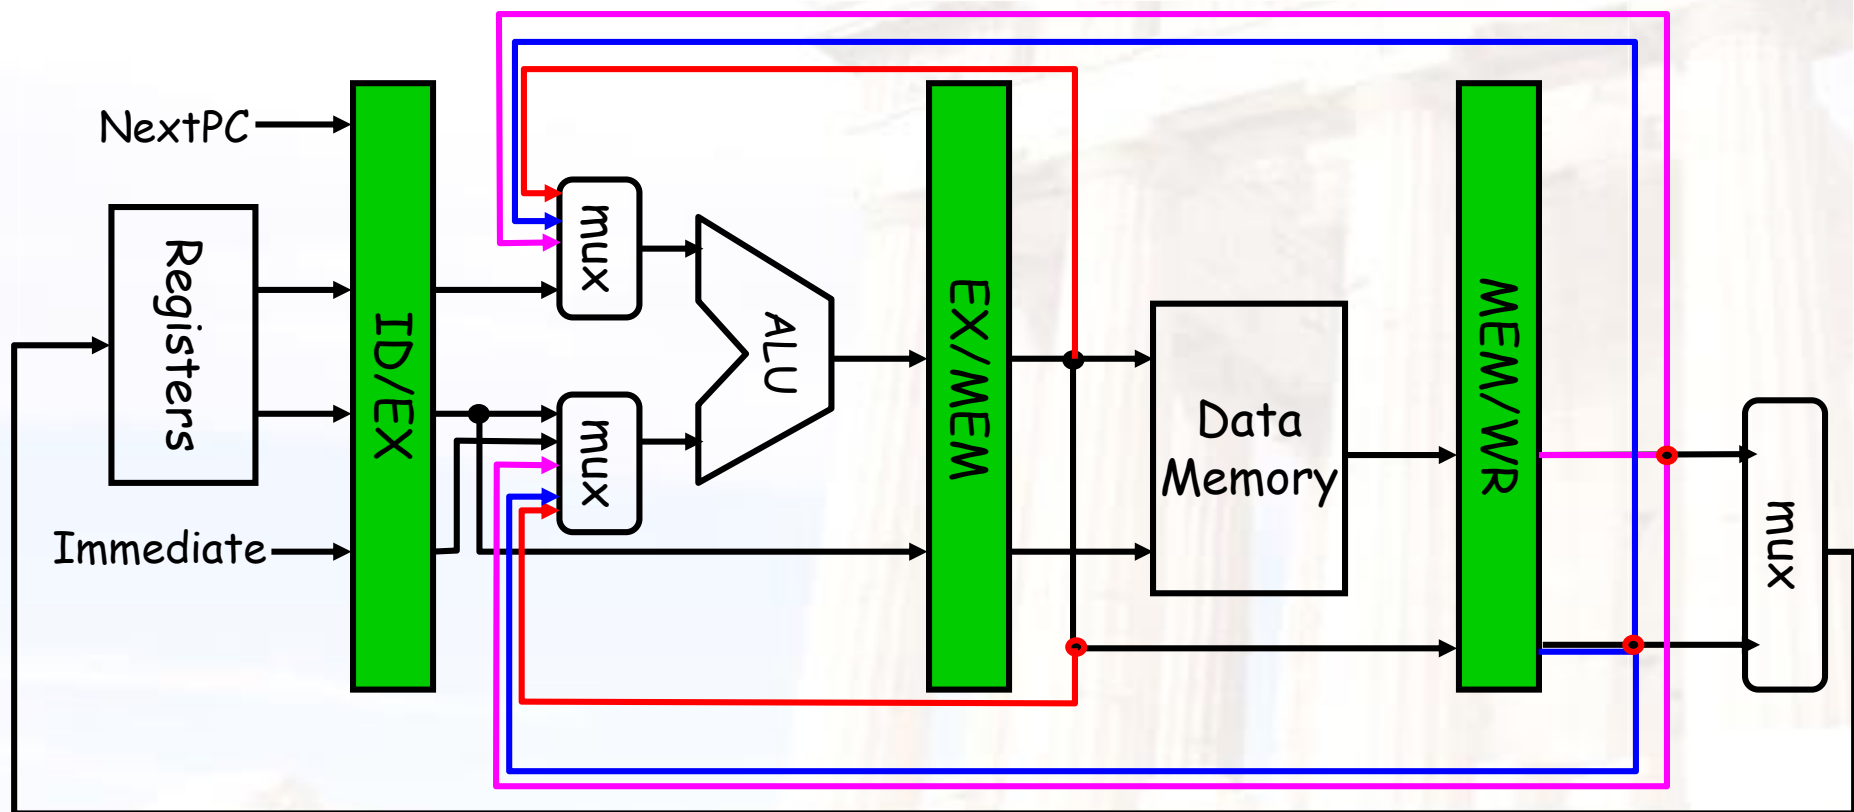 NextPC
Registers
Immediate
ID/EX
mux
mux
ALU
EX/MEM
Data
Memory
MEM/WR
mux